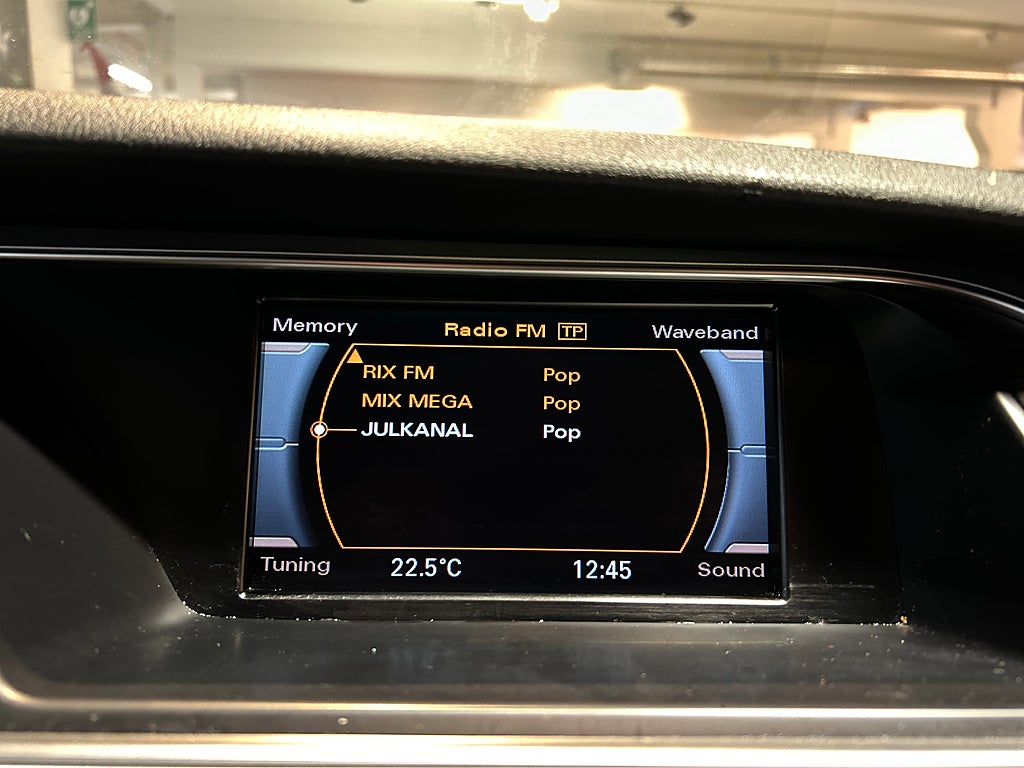 Memory Radio FM TP Waveband
RIX FM Pop
MIX MEGA Pop
JULKANAL Pop
Tuning 22.5°C 12:45 Sound